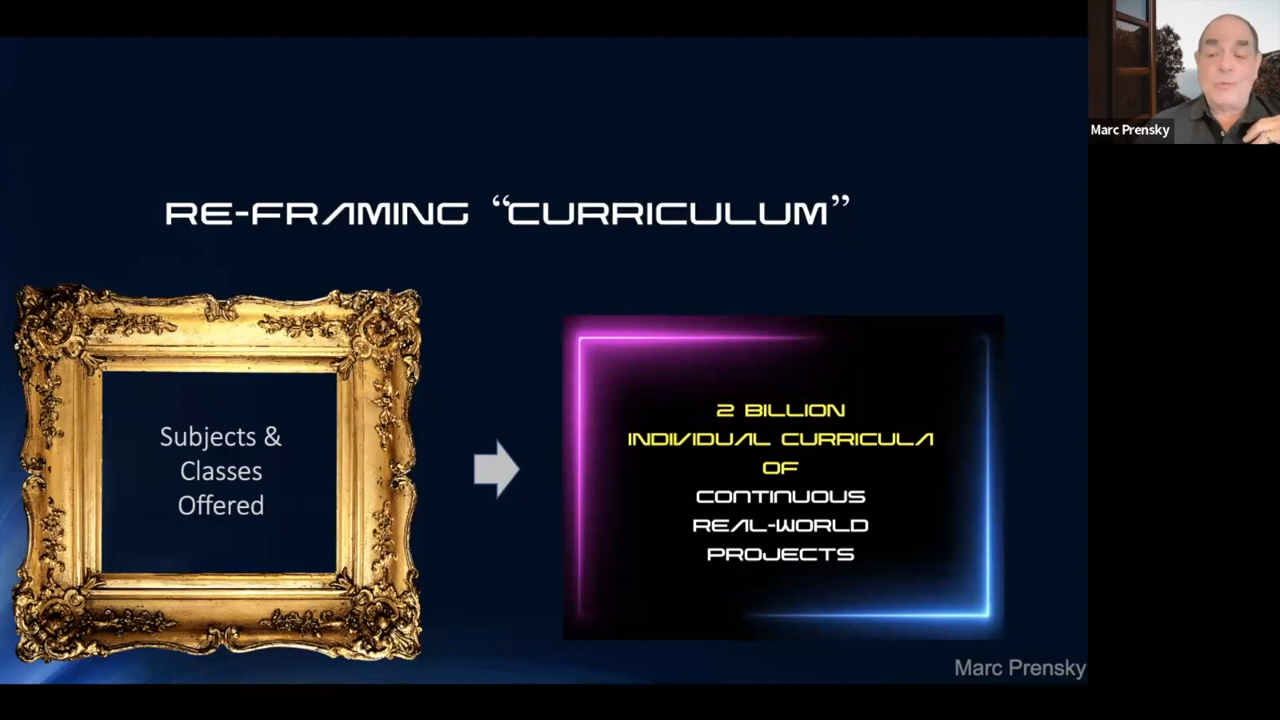 Marc Prensky
RE-FRAMING “CURRICULUM”
Subjects &
Classes
Offered
2 BILLION
INDIVIDUAL CURRICULA
OF
CONTINUOUS
REAL-WORLD
PROJECTS
Marc Prensky